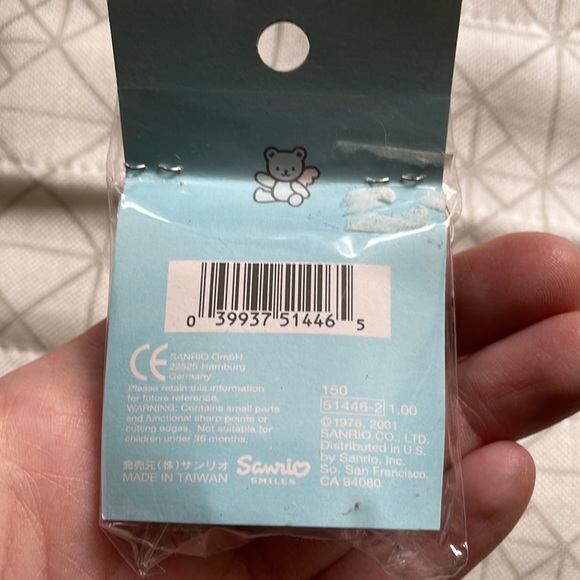 0 39937 51446 5
CE SANRIO GmbH
22525 Hamburg
Germany
Please retain this information
for future reference.
WARNING: Contains small parts
and functional sharp points or
cutting edges. Not suitable for
children under 36 months.
発売元(株)サンリオ
MADE IN TAIWAN
Sanrio
SMILES
150
51446-2 1.00
©1976, 2001
SANRIO CO., LTD.
Distributed in U.S.
by Sanrio, Inc.
So. San Francisco,
CA 94080